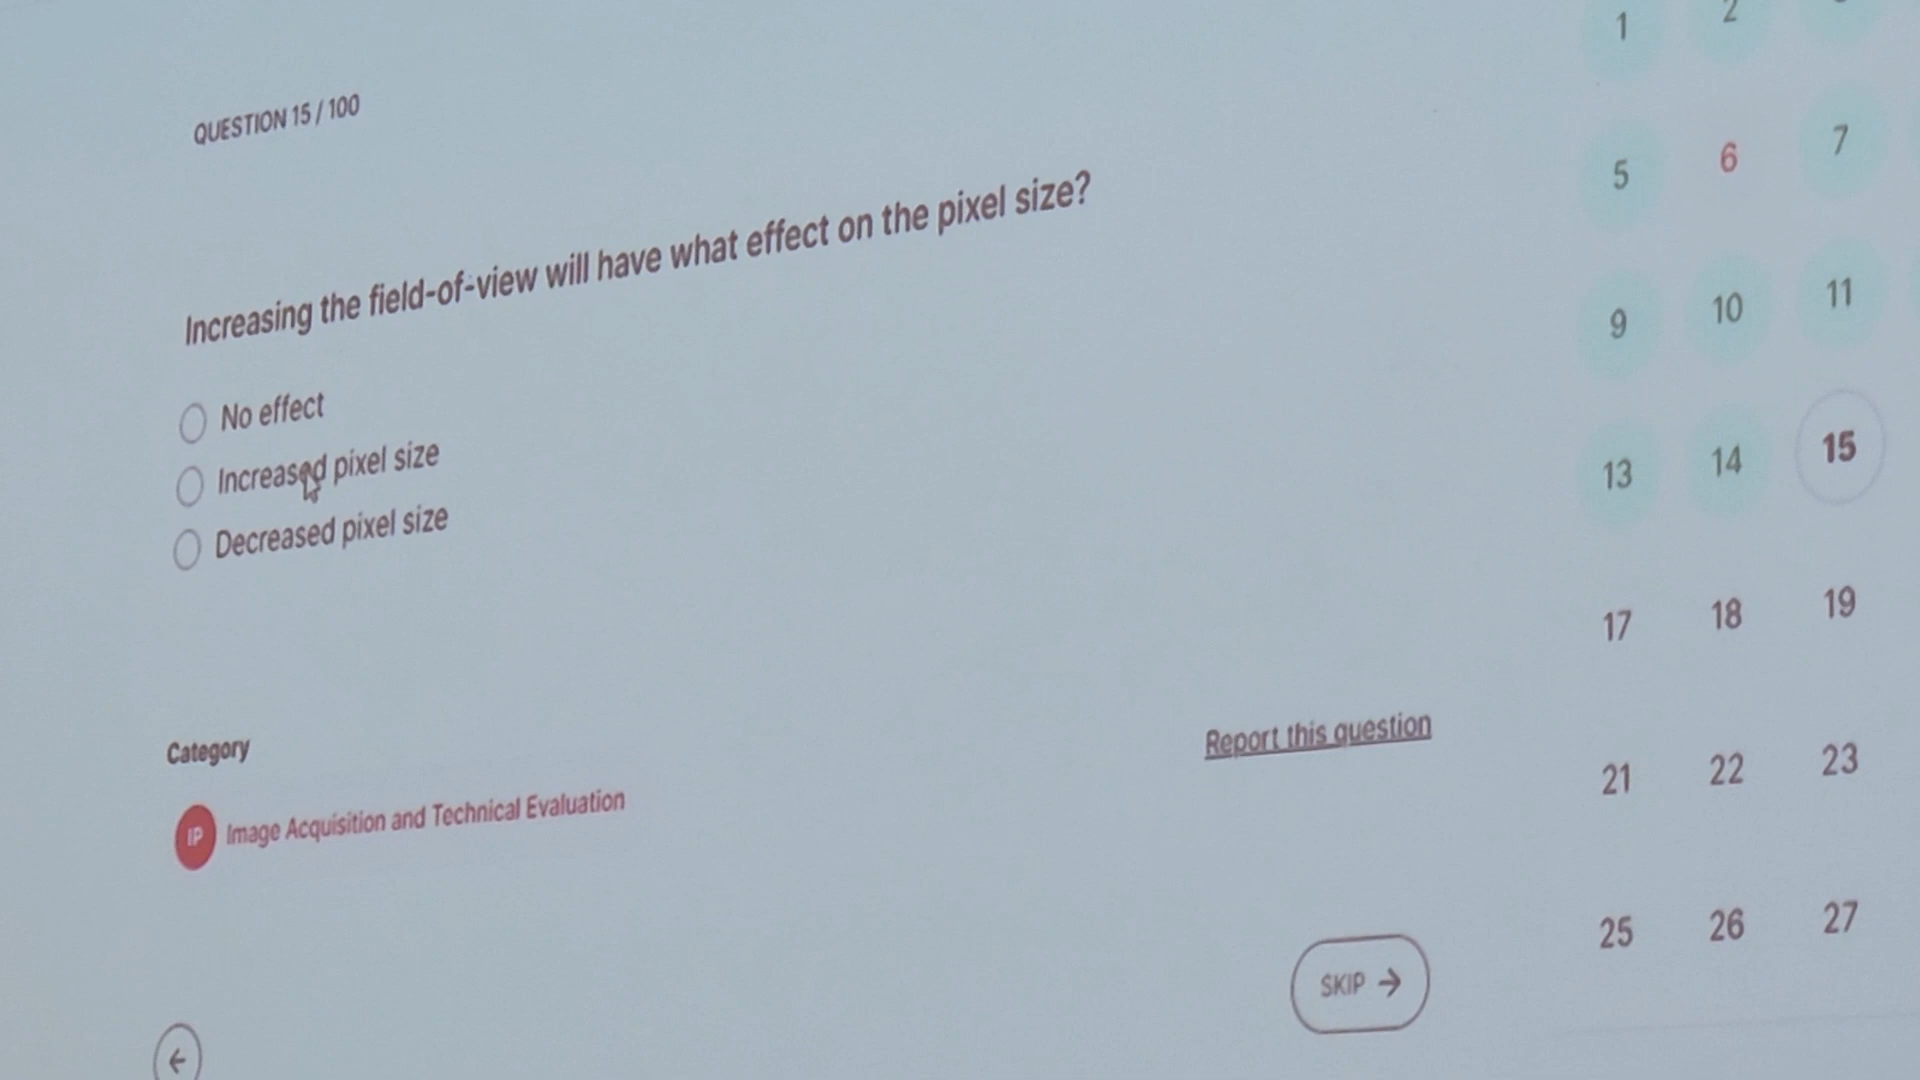 QUESTION 15 / 100
Increasing the field-of-view will have what effect on the pixel size?
No effect
Increased pixel size
Decreased pixel size
Category
IP Image Acquisition and Technical Evaluation
Report this question
SKIP →
←
1 2
5 6 7
9 10 11
13 14 15
17 18 19
21 22 23
25 26 27